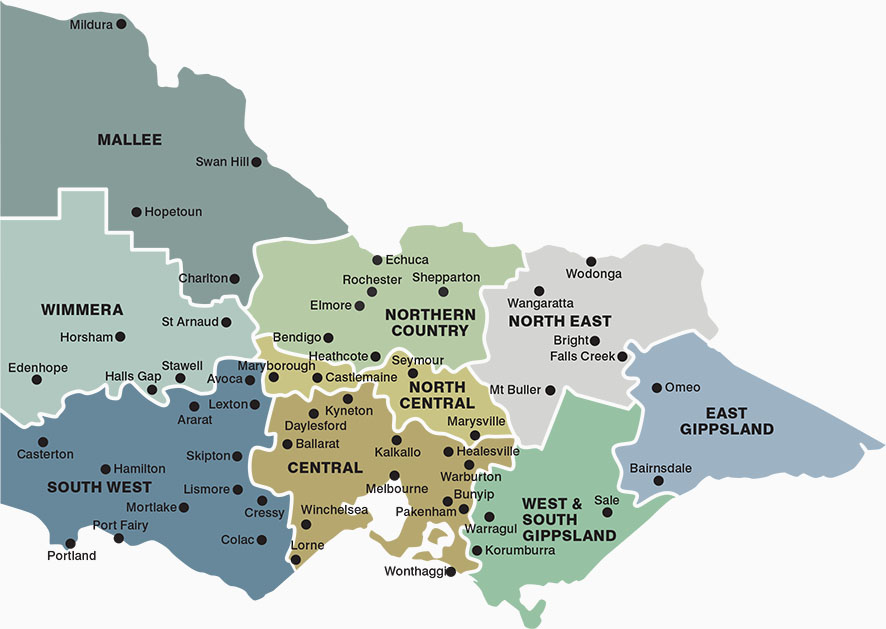 Mildura
MALLEE
Swan Hill
Hopetoun
Charlton
WIMMERA
St Arnaud
Horsham
Edenhope
Halls Gap
Stawell
Echuca
Rochester
Shepparton
Elmore
NORTHERN
COUNTRY
Bendigo
Heathcote
Wodonga
Wangaratta
NORTH EAST
Bright
Falls Creek
Mt Buller
Seymour
Maryborough
Castlemaine
NORTH
CENTRAL
Marysville
Avoca
Lexton
Ararat
Casterton
Hamilton
SOUTH WEST
Skipton
Lismore
Mortlake
Cressy
Port Fairy
Portland
Colac
Kyneton
Daylesford
Ballarat
CENTRAL
Kalkallo
Melbourne
Healesville
Warburton
Bunyip
Pakenham
Winchelsea
Lorne
Wonthaggi
Omeo
EAST
GIPPSLAND
Bairnsdale
WEST &
SOUTH
GIPPSLAND
Sale
Warragul
Korumburra